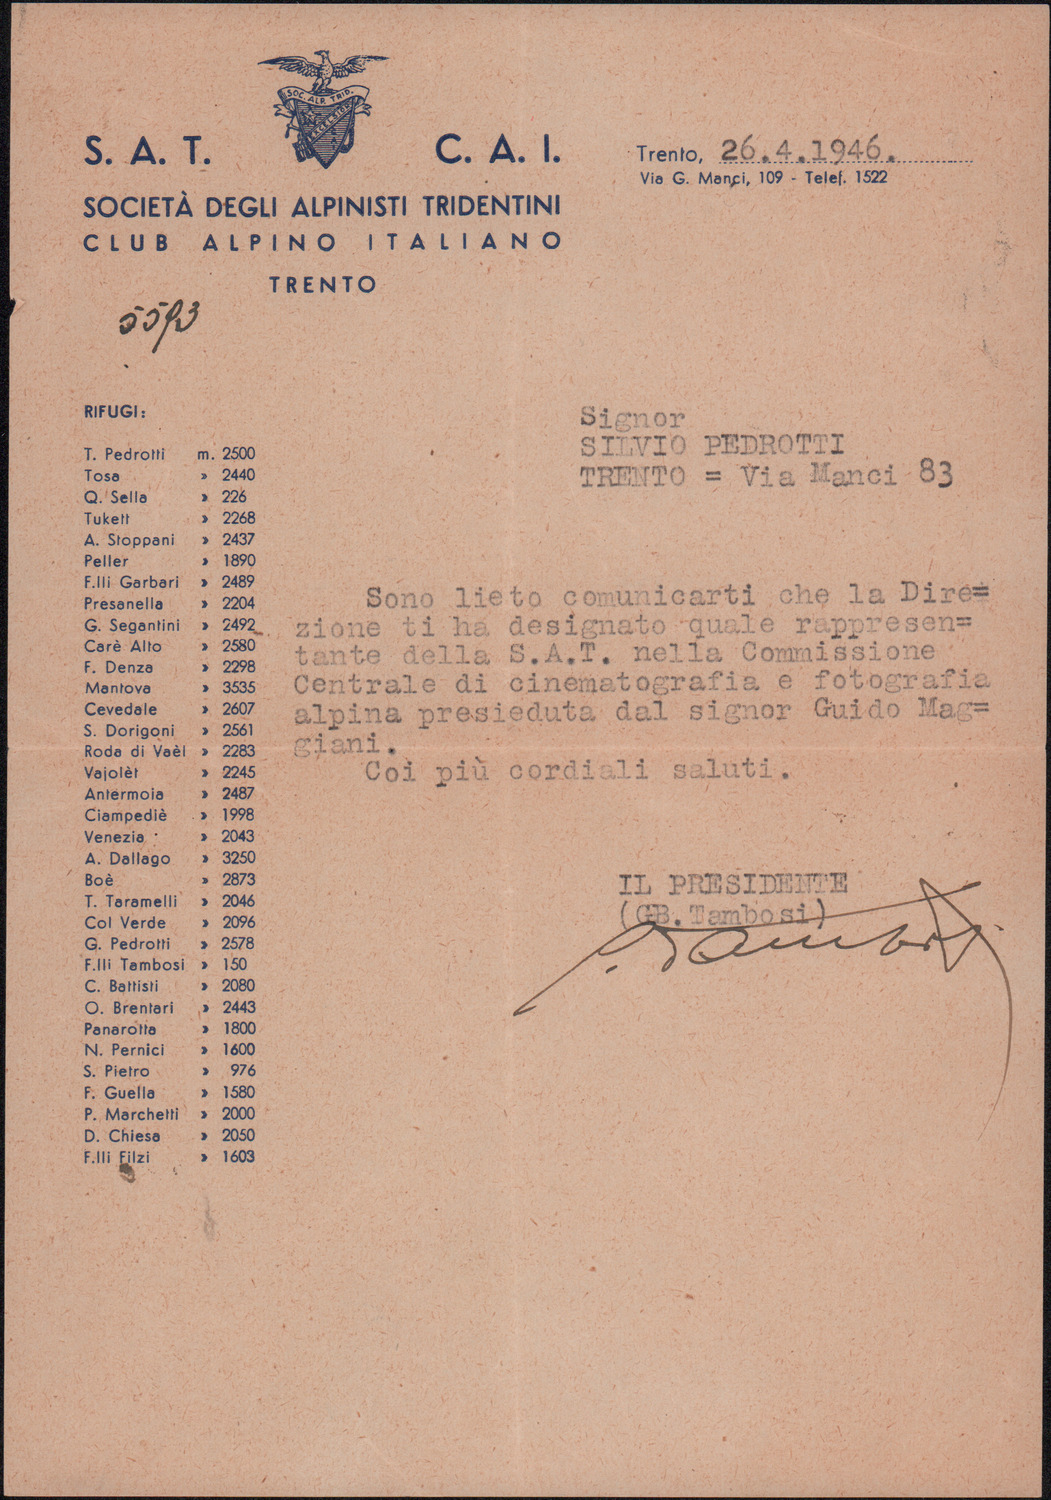 SOC. ALP. TRID.
EXCELSIOR
S. A. T. C. A. I.
SOCIETÀ DEGLI ALPINISTI TRIDENTINI
CLUB ALPINO ITALIANO
TRENTO
Trento, 26.4.1946.
Via G. Manci, 109 - Telef. 1522
5593
Signor
SILVIO PEDROTTI
TRENTO = Via Manci 83
Sono lieto comunicarti che la Dire=
zione ti ha designato quale rappresen=
tante della S.A.T. nella Commissione
Centrale di cinematografia e fotografia
alpina presieduta dal signor Guido Mag=
giani.
Coi più cordiali saluti.
IL PRESIDENTE
(GB. Tambosi)
RIFUGI:
T. Pedrotti m. 2500
Tosa » 2440
Q. Sella » 226
Tukett » 2268
A. Stoppani » 2437
Peller » 1890
F.lli Garbari » 2489
Presanella » 2204
G. Segantini » 2492
Carè Alto » 2580
F. Denza » 2298
Mantova » 3535
Cevedale » 2607
S. Dorigoni » 2561
Roda di Vaèl » 2283
Vajolèt » 2245
Antermoia » 2487
Ciampediè » 1998
Venezia » 2043
A. Dallago » 3250
Boè » 2873
T. Taramelli » 2046
Col Verde » 2096
G. Pedrotti » 2578
F.lli Tambosi » 150
C. Battisti » 2080
O. Brentari » 2443
Panarotta » 1800
N. Pernici » 1600
S. Pietro » 976
F. Guella » 1580
P. Marchetti » 2000
D. Chiesa » 2050
F.lli Filzi » 1603